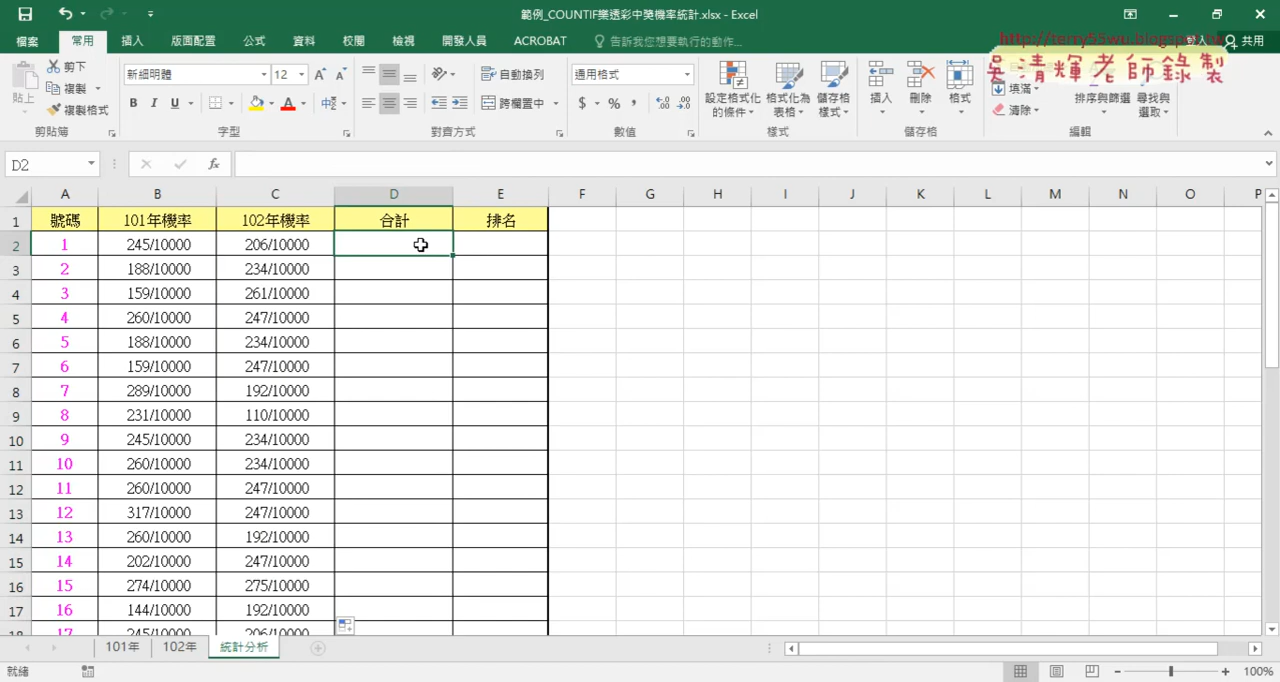 範例_COUNTIF樂透彩中獎機率統計.xlsx - Excel
檔案 常用 插入 版面配置 公式 資料 校閱 檢視 開發人員 ACROBAT 告訴我您想要執行的動作... 登入 共用
http://terry55wu.blogspot.tw
吳清輝老師錄製
貼上 剪下 複製 複製格式 剪貼簿
新細明體 12 B I U 中 字型
自動換列 跨欄置中 對齊方式
通用格式 $ % , 數值
設定格式化的條件 格式化為表格 儲存格樣式 樣式
插入 刪除 格式 儲存格
填滿 清除 排序與篩選 尋找與選取 編輯
D2 fx
A B C D E F G H I J K L M N O P
1 號碼 101年機率 102年機率 合計 排名
2 1 245/10000 206/10000
3 2 188/10000 234/10000
4 3 159/10000 261/10000
5 4 260/10000 247/10000
6 5 188/10000 234/10000
7 6 159/10000 247/10000
8 7 289/10000 192/10000
9 8 231/10000 110/10000
10 9 245/10000 234/10000
11 10 260/10000 234/10000
12 11 260/10000 247/10000
13 12 317/10000 247/10000
14 13 260/10000 192/10000
15 14 202/10000 247/10000
16 15 274/10000 275/10000
17 16 144/10000 192/10000
18 17 245/10000 206/10000
101年 102年 統計分析
就緒 100%